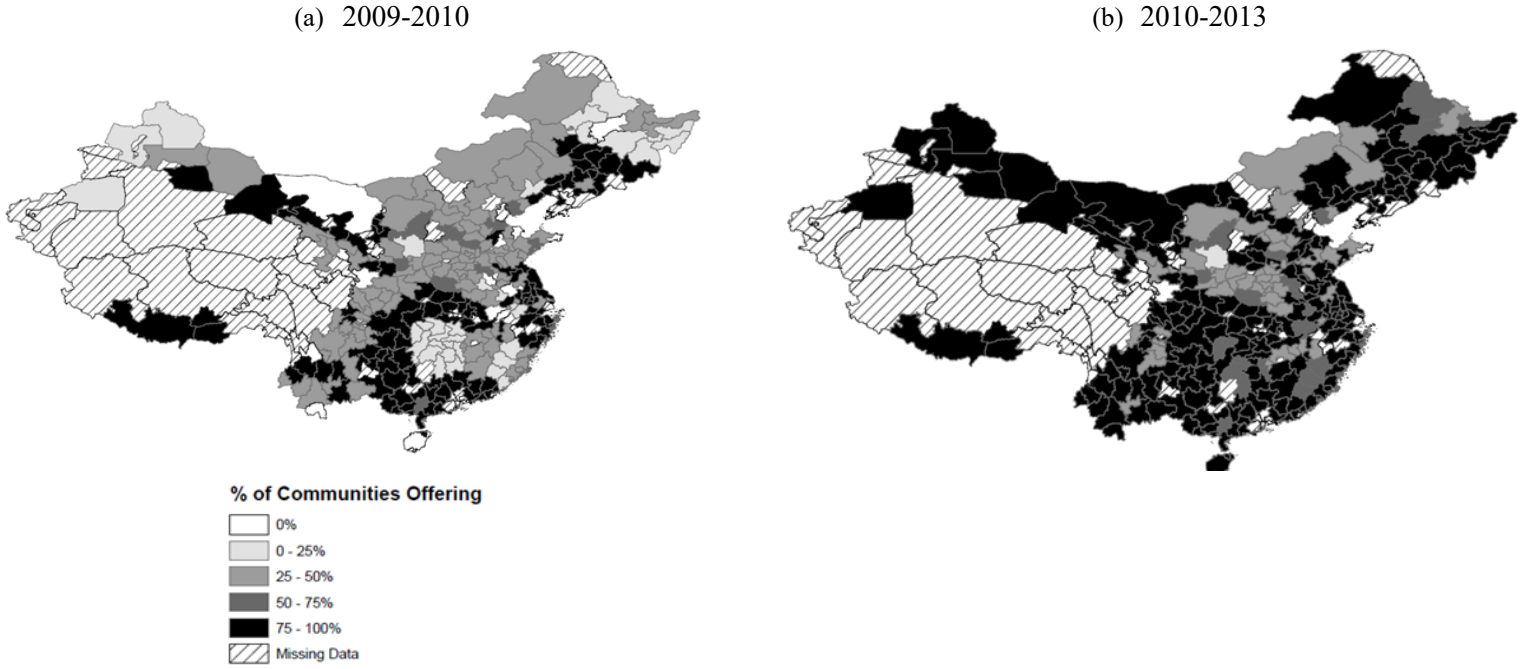 (a) 2009-2010
(b) 2010-2013
% of Communities Offering
0%
0 - 25%
25 - 50%
50 - 75%
75 - 100%
Missing Data